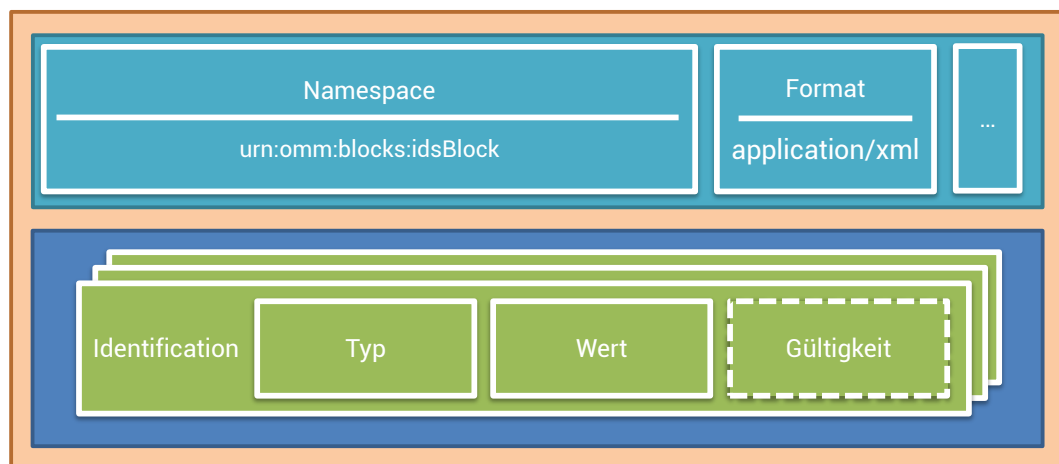 Namespace
urn:omm:blocks:idsBlock
Format
application/xml
...
Identification
Typ
Wert
Gültigkeit